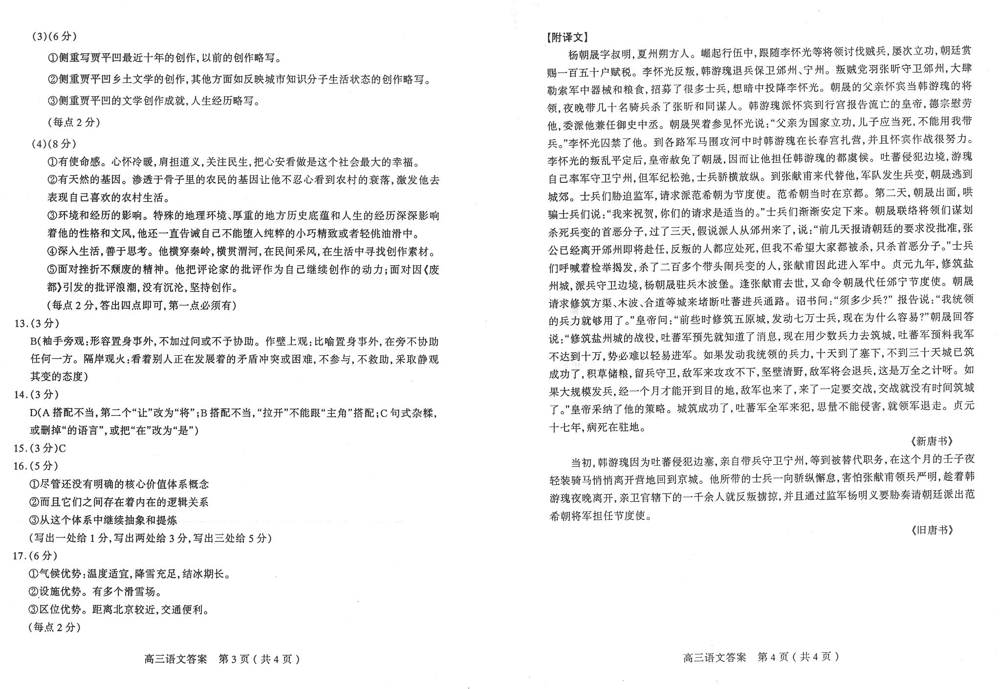 (3)(6分)
①侧重写贾平凹最近十年的创作,以前的创作略写。
②侧重贾平凹乡土文学的创作,其他方面如反映城市知识分子生活状态的创作略写。
③侧重贾平凹的文学创作成就,人生经历略写。
(每点2分)
(4)(8分)
①有使命感。心怀冷暖,肩担道义,关注民生,把心安看做是这个社会最大的幸福。
②有天然的基因。渗透于骨子里的农民的基因让他不忍心看到农村的衰落,激发他去
表现自己喜欢的农村生活。
③环境和经历的影响。特殊的地理环境、厚重的地方历史底蕴和人生的经历深深影响
着他的性格和文风,他还一直告诫自己不能堕入纯粹的小巧精致或者轻佻油滑中。
④深入生活,善于思考。他横穿秦岭,横贯渭河,在民间采风,在生活中寻找创作素材。
⑤面对挫折不颓废的精神。他把评论家的批评作为自己继续创作的动力;面对因《废
都》引发的批评浪潮,没有沉沦,坚持创作。
(每点2分,答出四点即可,第一点必须有)
13.(3分)
B(袖手旁观:形容置身事外,不加过问或不予协助。作壁上观:比喻置身事外,在旁不协助
任何一方。隔岸观火:看着别人正在发展着的矛盾冲突或困难,不参与,不救助,采取静观
其变的态度)
14.(3分)
D(A搭配不当,第二个“让”改为“将”;B搭配不当,“拉开”不能跟“主角”搭配;C句式杂糅,
或删掉“的语言”,或把“在”改为“是”)
15.(3分)C
16.(5分)
①尽管还没有明确的核心价值体系概念
②而且它们之间存在着内在的逻辑关系
③从这个体系中继续抽象和提炼
(写出一处给1分,写出两处给3分,写出三处给5分)
17.(6分)
①气候优势:温度适宜,降雪充足,结冰期长。
②设施优势。有多个滑雪场。
③区位优势。距离北京较近,交通便利。
(每点2分)
高三语文答案 第3页(共4页)
【附译文】
杨朝晟字叔明,夏州朔方人。崛起行伍中,跟随李怀光等将领讨伐贼兵,屡次立功,朝廷赏
赐一百五十户赋税。李怀光反叛,韩游瑰退兵保卫邠州、宁州。叛贼党羽张昕守卫邠州,大肆
勒索军中器械和粮食,招募了很多士兵,想暗中投降李怀光。朝晟的父亲怀宾当韩游瑰的将
领,夜晚带几十名骑兵杀了张昕和同谋人。韩游瑰派怀宾到行宫报告流亡的皇帝,德宗慰劳
他,委派他兼任御史中丞。朝晟哭着参见怀光说:“父亲为国家立功,儿子应当死,不能用我带
兵。”李怀光囚禁了他。到各路军马围攻河中时韩游瑰在长春宫扎营,并且怀宾作战很努力。
李怀光的叛乱平定后,皇帝赦免了朝晟,因而让他担任韩游瑰的都虞候。吐蕃侵犯边境,游瑰
自己率军守卫宁州,但军纪松弛,士兵骄横放纵。到张献甫来代替他,军队发生兵变,朝晟逃到
城郊。士兵们胁迫监军,请求派范希朝为节度使。范希朝当时在京都。第二天,朝晟出面,哄
骗士兵们说:“我来祝贺,你们的请求是适当的。”士兵们渐渐安定下来。朝晟联络将领们谋划
杀死兵变的首恶分子,过了三天,假说派人从邠州来了,说:“前几天报请朝廷的要求没批准,张
公已经离开邠州即将赴任,反叛的人都应处死,但我不希望大家都被杀,只杀首恶分子。”士兵
们呼喊着检举揭发,杀了二百多个带头闹兵变的人,张献甫因此进入军中。贞元九年,修筑盐
州城,派兵守卫边境,杨朝晟驻兵木波堡。逢张献甫去世,又命令朝晟代任邠宁节度使。朝晟
请求修筑方渠、木波、合道等城来堵断吐蕃进兵通路。诏书问:“须多少兵?” 报告说:“我统领
的兵力就够用了。”皇帝问:“前些时修筑五原城,发动七万士兵,现在为什么容易?”朝晟回答
说:“修筑盐州城的战役,吐蕃军预先就知道了消息,现在用少数兵力去筑城,吐蕃军预料我军
不达到十万,势必难以轻易进军。如果发动我统领的兵力,十天到了塞下,不到三十天城已筑
成功了,积草储粮,留兵守卫,敌军来攻攻不下,坚壁清野,敌军将会退兵,这是万全之计呀。如
果大规模发兵,经一个月才能开到目的地,敌军也来了,来了一定要交战,交战就没有时间筑城
了。”皇帝采纳了他的策略。城筑成功了,吐蕃军全军来犯,思量不能侵害,就领军退走。贞元
十七年,病死在驻地。
《新唐书》
当初,韩游瑰因为吐蕃侵犯边塞,亲自带兵守卫宁州,等到被替代职务,在这个月的壬子夜
轻装骑马悄悄离开营地回到京城。他所带的士兵一向骄纵懈怠,害怕张献甫领兵严明,趁着韩
游瑰夜晚离开,亲卫官辖下的一千余人就反叛掳掠,并且通过监军杨明义要胁奏请朝廷派出范
希朝将军担任节度使。
《旧唐书》
高三语文答案 第4页(共4页)